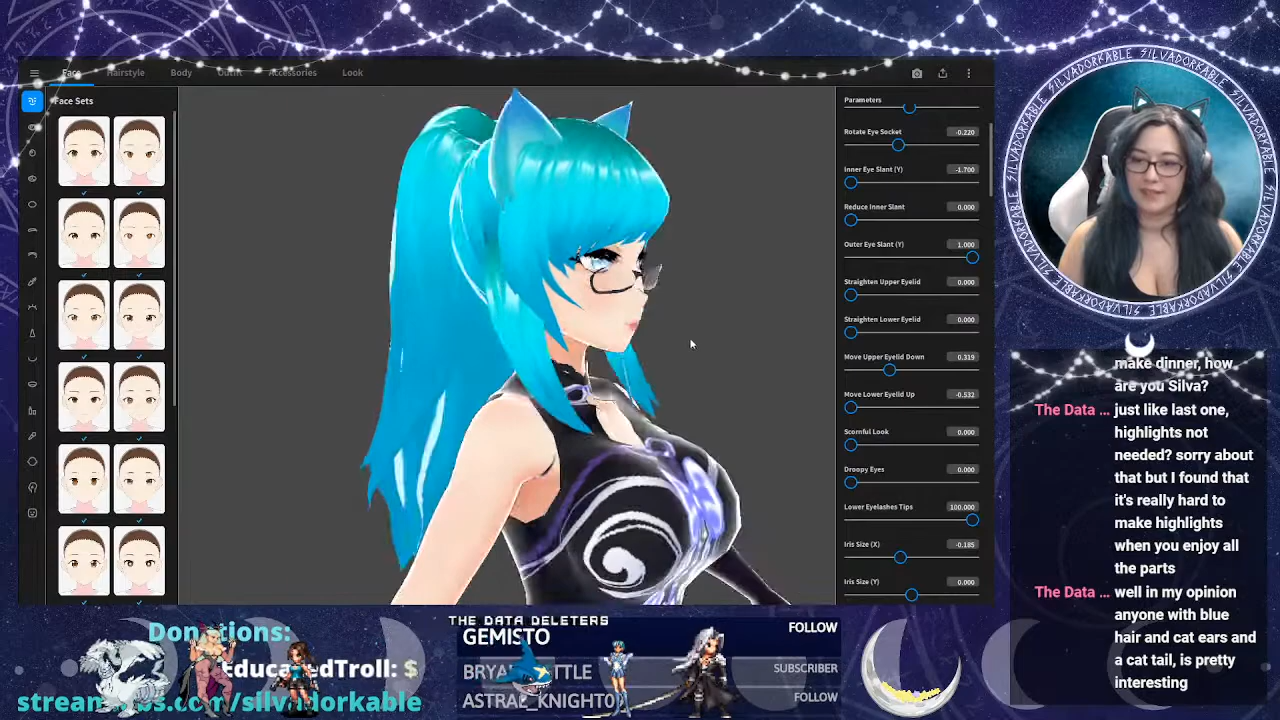 Face
Hairstyle
Body
Outfit
Accessories
Look
Face Sets
Parameters
Rotate Eye Socket
-0.220
Inner Eye Slant (Y)
-1.700
Reduce Inner Slant
0.000
Outer Eye Slant (Y)
1.000
Straighten Upper Eyelid
0.000
Straighten Lower Eyelid
0.000
Move Upper Eyelid Down
0.319
Move Lower Eyelid Up
-0.532
Scornful Look
0.000
Droopy Eyes
0.000
Lower Eyelashes Tips
100.000
Iris Size (X)
-0.185
Iris Size (Y)
0.000
SILVADORKABLE SILVADORKABLE SILVADORKABLE
make dinner, how
are you Silva?
The Data ... just like last one,
highlights not
needed? sorry about
that but I found that
it's really hard to
make highlights
when you enjoy all
the parts
The Data ... well in my opinion
anyone with blue
hair and cat ears and
a cat tail, is pretty
interesting
Donations:
EducatedTroll: $
silvadorkable
THE DATA DELETERS
GEMISTO
FOLLOW
SUBSCRIBER
ASTRAL_KNIGHT0
FOLLOW